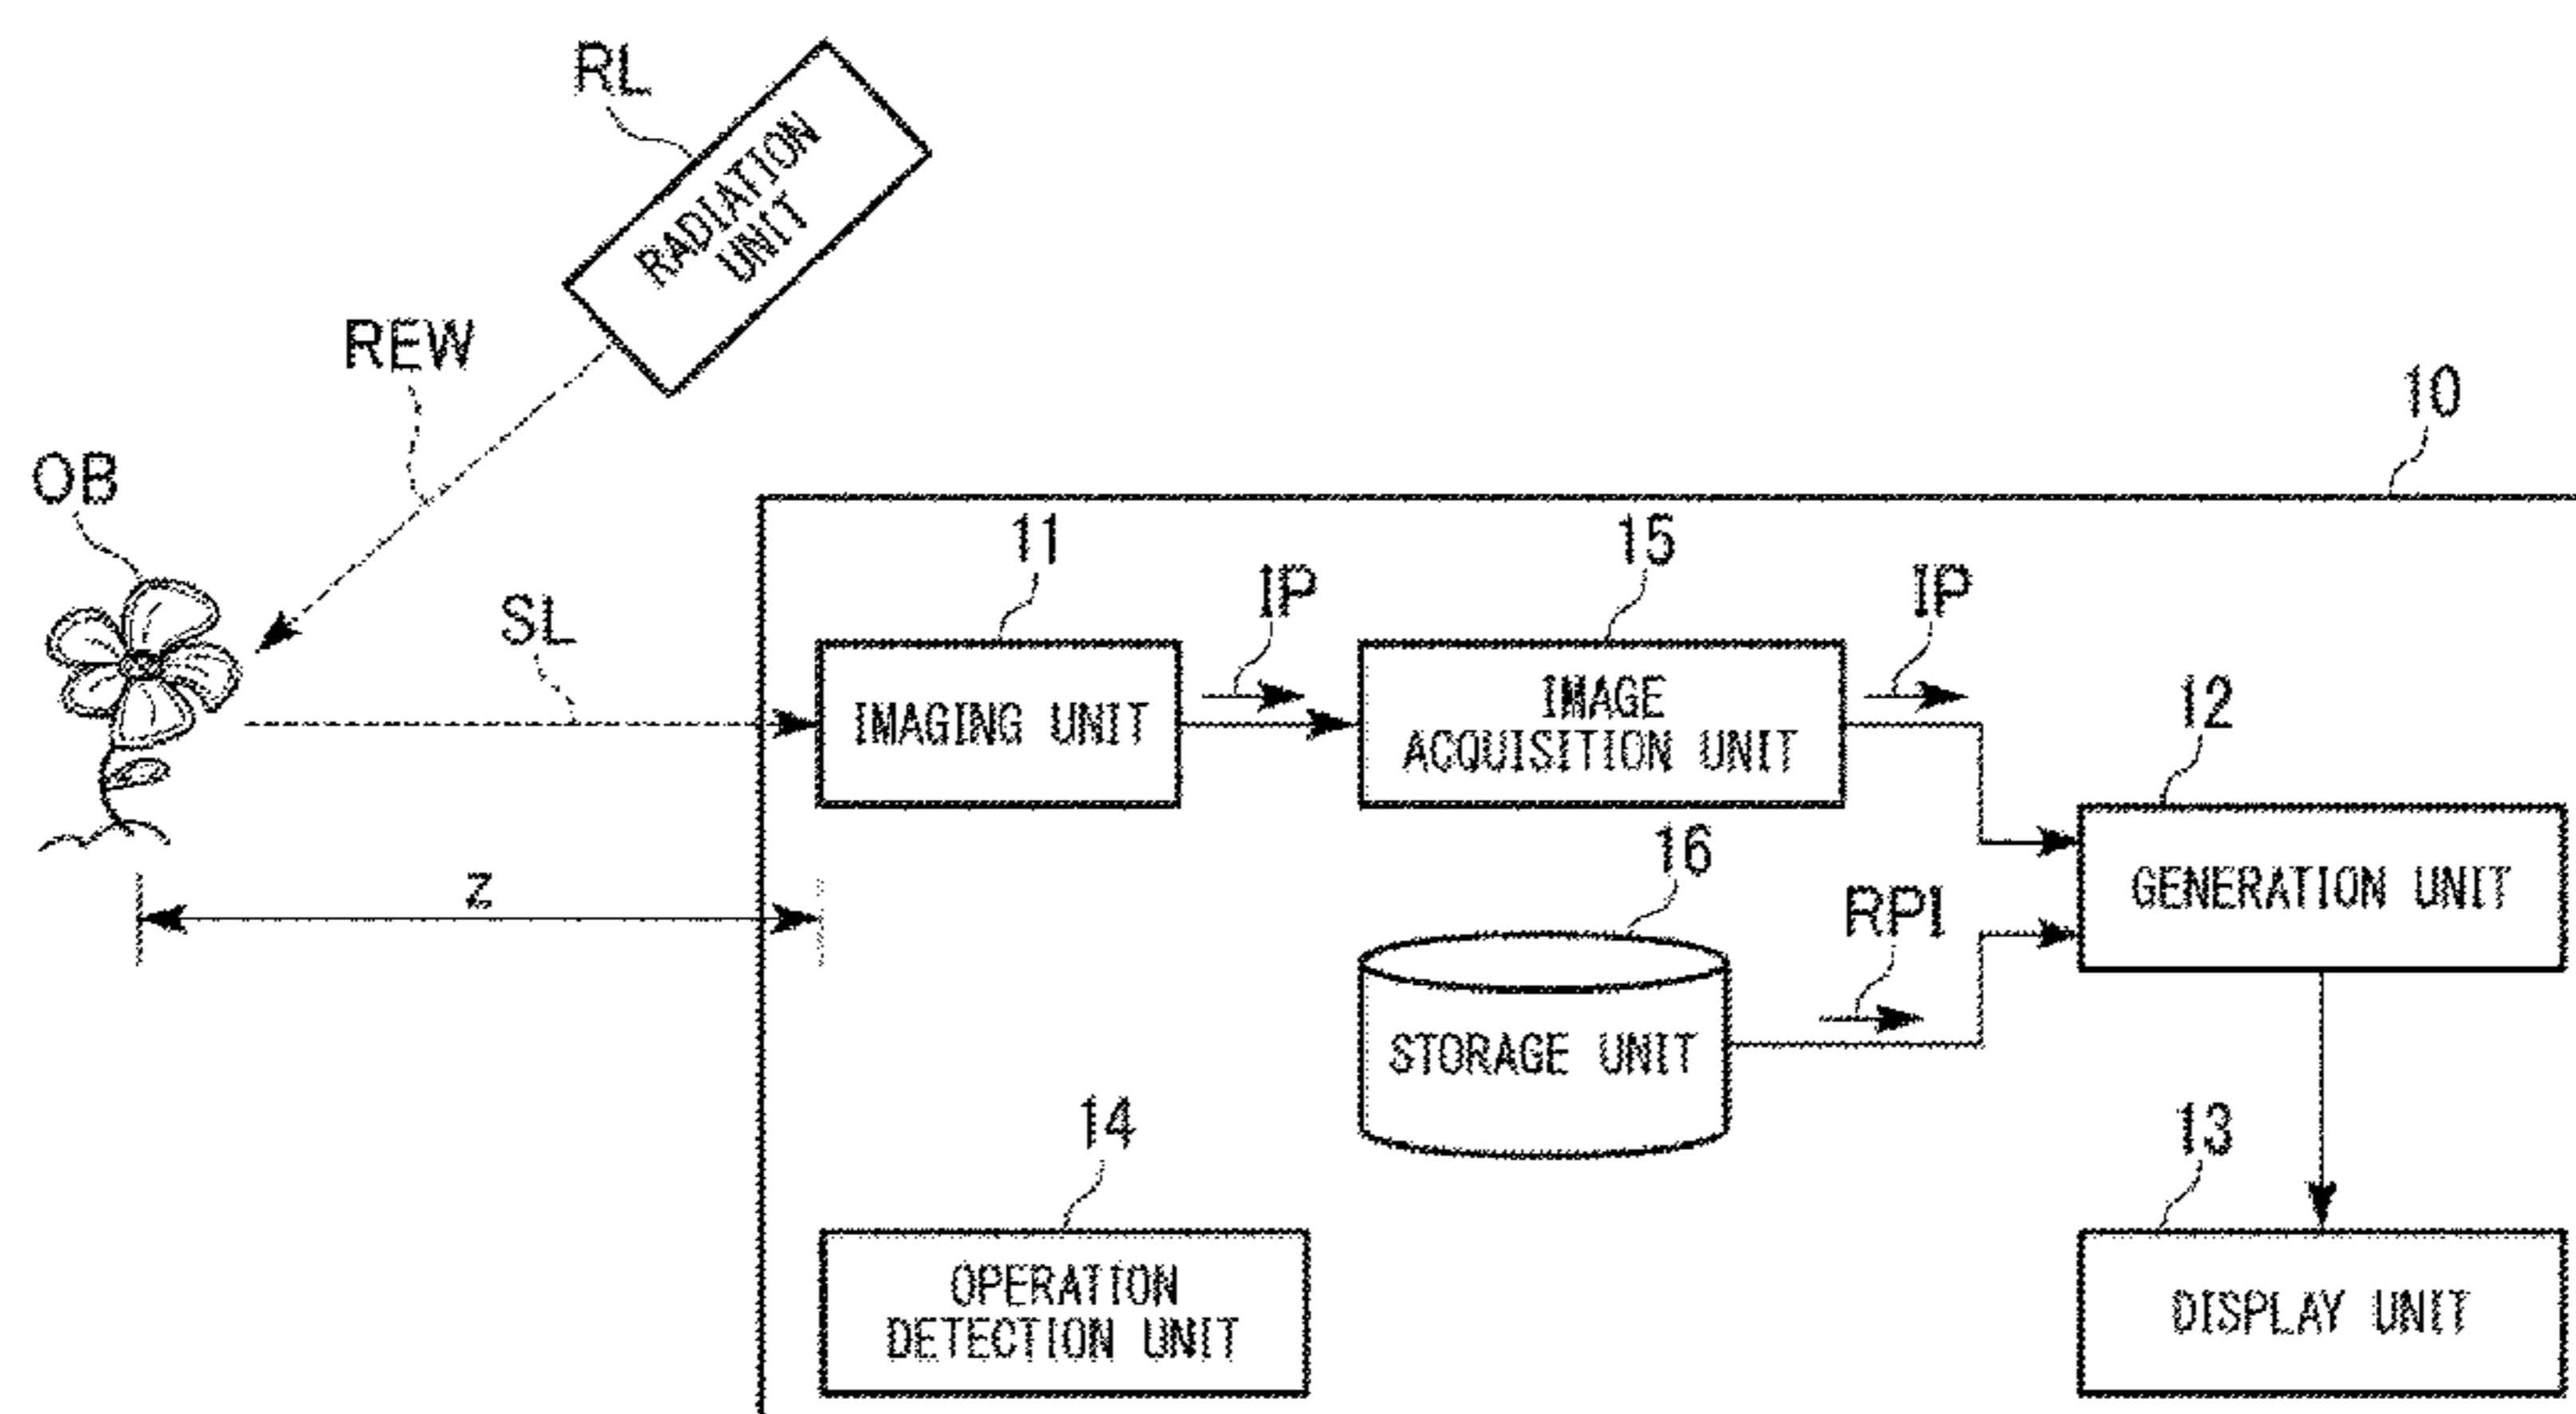 RL
RADIATION
UNIT
REW
10
OB
11
15
IP
IP
SL
IMAGING UNIT
IMAGE
ACQUISITION UNIT
12
16
z
GENERATION UNIT
RPI
STORAGE UNIT
14
13
OPERATION
DETECTION UNIT
DISPLAY UNIT